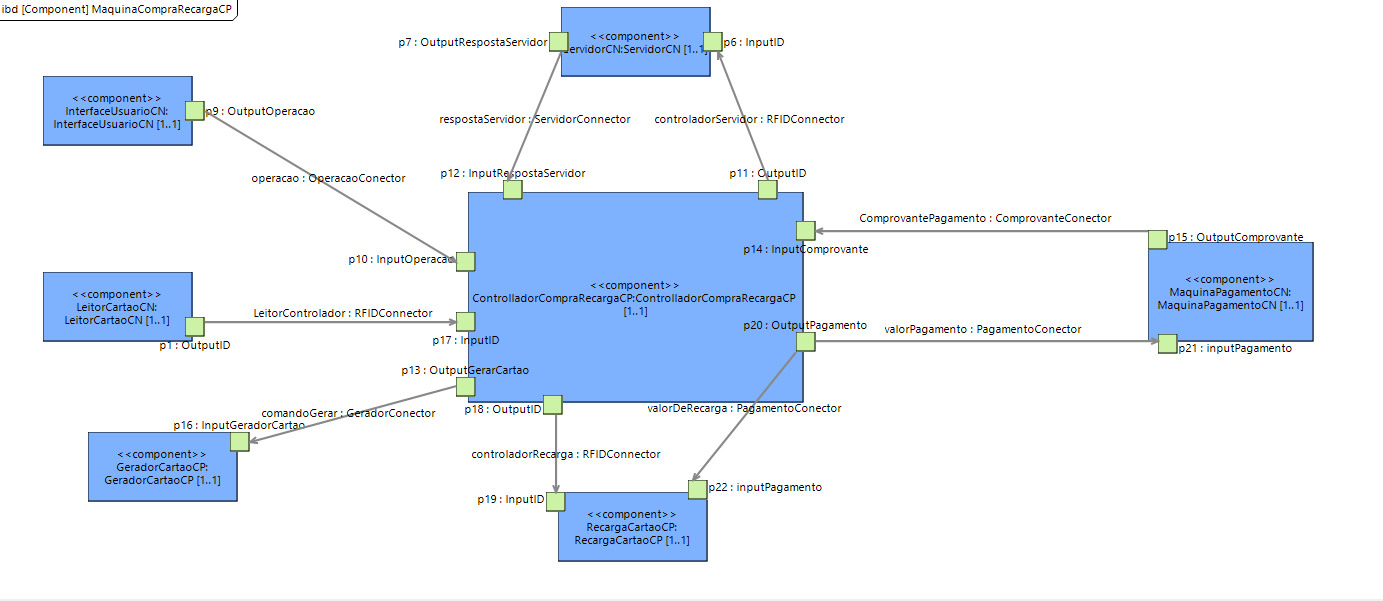 ibd [Component] MaquinaCompraRecargaCP
p7 : OutputRespostaServidor
<<component>>
ServidorCN:ServidorCN [1..1]
p6 : InputID
<<component>>
InterfaceUsuarioCN:
InterfaceUsuarioCN [1..1]
p9 : OutputOperacao
respostaServidor : ServidorConnector
controladorServidor : RFIDConnector
operacao : OperacaoConector
p12 : InputRespostaServidor
p11 : OutputID
ComprovantePagamento : ComprovanteConector
p15 : OutputComprovante
p14 : InputComprovante
p10 : InputOperacao
<<component>>
ControlladorCompraRecargaCP:ControlladorCompraRecargaCP
[1..1]
<<component>>
MaquinaPagamentoCN:
MaquinaPagamentoCN [1..1]
<<component>>
LeitorCartaoCN:
LeitorCartaoCN [1..1]
LeitorControlador : RFIDConnector
p1 : OutputID
p17 : InputID
p20 : OutputPagamento
valorPagamento : PagamentoConector
p21 : inputPagamento
p13 : OutputGerarCartao
comandoGerar : GeradorConector
p18 : OutputID
valorDeRecarga : PagamentoConector
p16 : InputGeradorCartao
<<component>>
GeradorCartaoCP:
GeradorCartaoCP [1..1]
controladorRecarga : RFIDConnector
p19 : InputID
p22 : inputPagamento
<<component>>
RecargaCartaoCP:
RecargaCartaoCP [1..1]